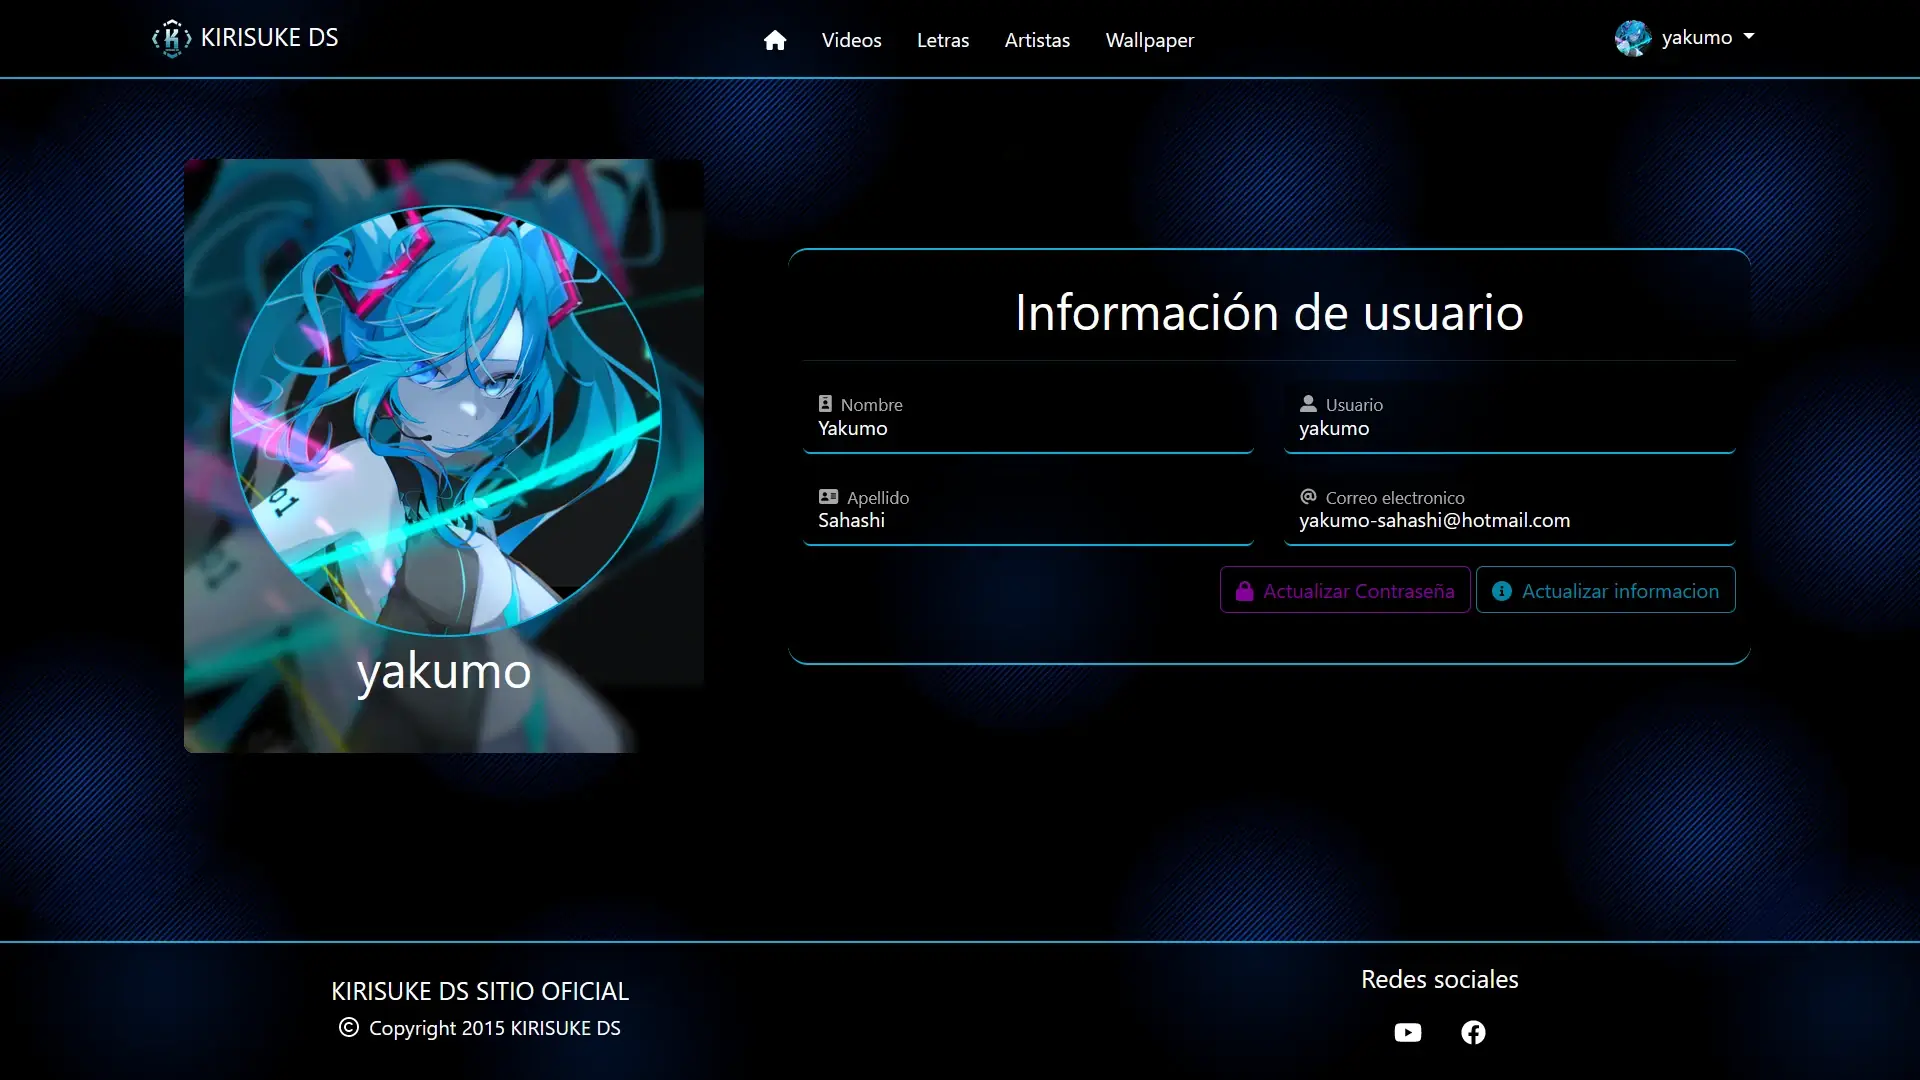 KIRISUKE DS
Videos
Letras
Artistas
Wallpaper
yakumo
01
yakumo
Información de usuario
Nombre
Yakumo
Usuario
yakumo
Apellido
Sahashi
Correo electronico
yakumo-sahashi@hotmail.com
Actualizar Contraseña
Actualizar informacion
KIRISUKE DS SITIO OFICIAL
© Copyright 2015 KIRISUKE DS
Redes sociales